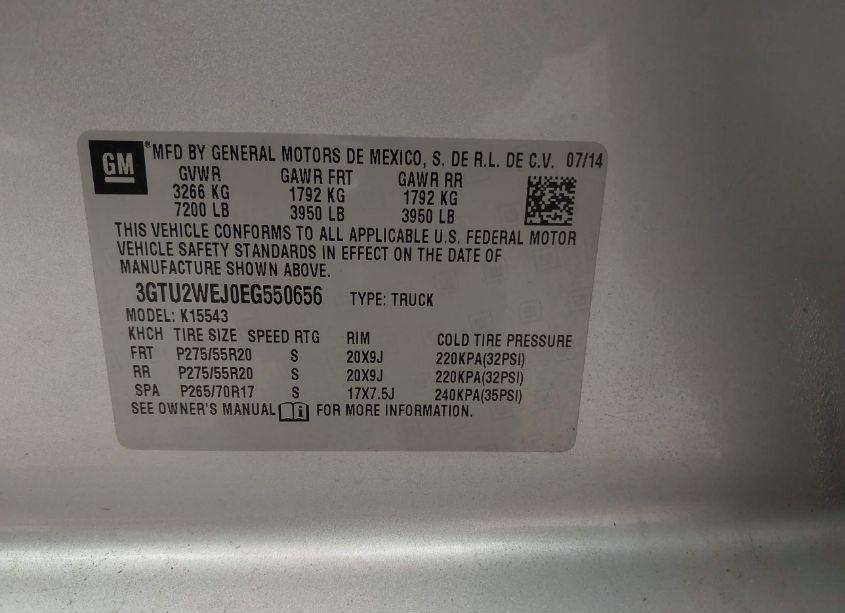 GM
®MFD BY GENERAL MOTORS DE MEXICO, S. DE R.L. DE C.V. 07/14
GVWR GAWR FRT GAWR RR
3266 KG 1792 KG 1792 KG
7200 LB 3950 LB 3950 LB
THIS VEHICLE CONFORMS TO ALL APPLICABLE U.S. FEDERAL MOTOR
VEHICLE SAFETY STANDARDS IN EFFECT ON THE DATE OF
MANUFACTURE SHOWN ABOVE.
3GTU2WEJ0EG550656 TYPE: TRUCK
MODEL: K15543
KHCH TIRE SIZE SPEED RTG RIM COLD TIRE PRESSURE
FRT P275/55R20 S 20X9J 220KPA(32PSI)
RR P275/55R20 S 20X9J 220KPA(32PSI)
SPA P265/70R17 S 17X7.5J 240KPA(35PSI)
SEE OWNER'S MANUAL i FOR MORE INFORMATION.